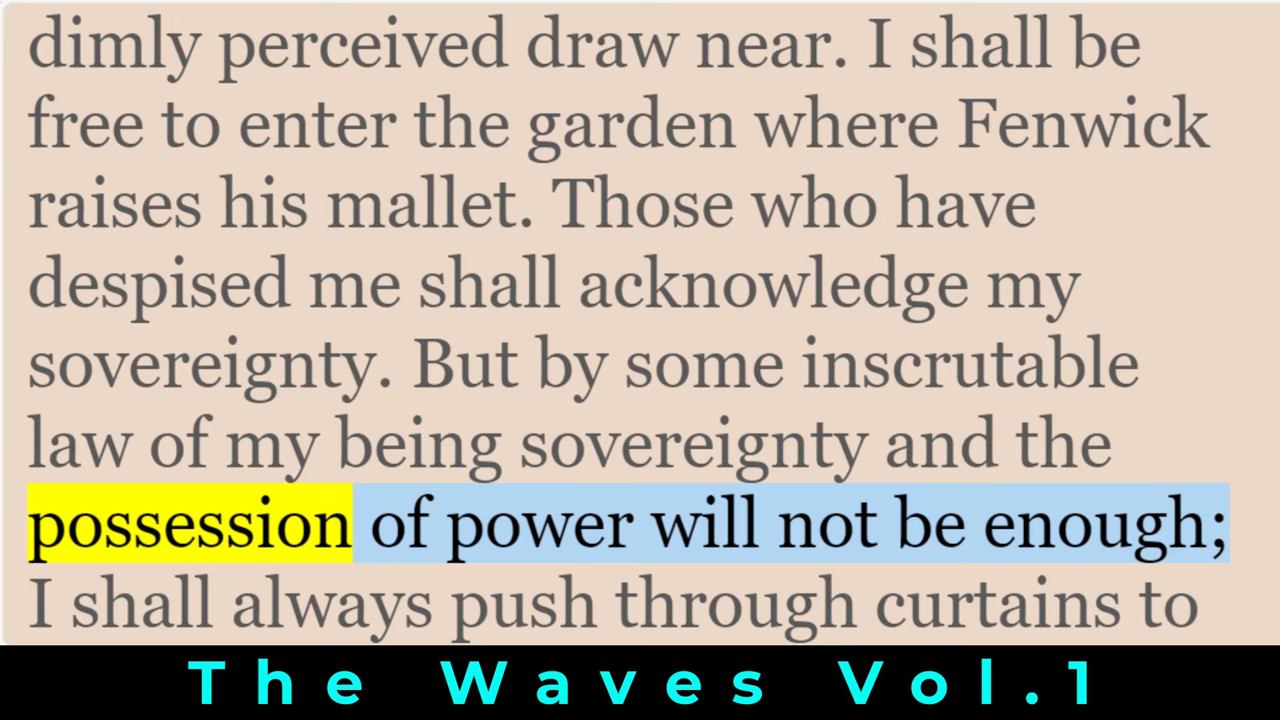 dimly perceived draw near. I shall be
free to enter the garden where Fenwick
raises his mallet. Those who have
despised me shall acknowledge my
sovereignty. But by some inscrutable
law of my being sovereignty and the
possession of power will not be enough;
I shall always push through curtains to
The Waves Vol.1